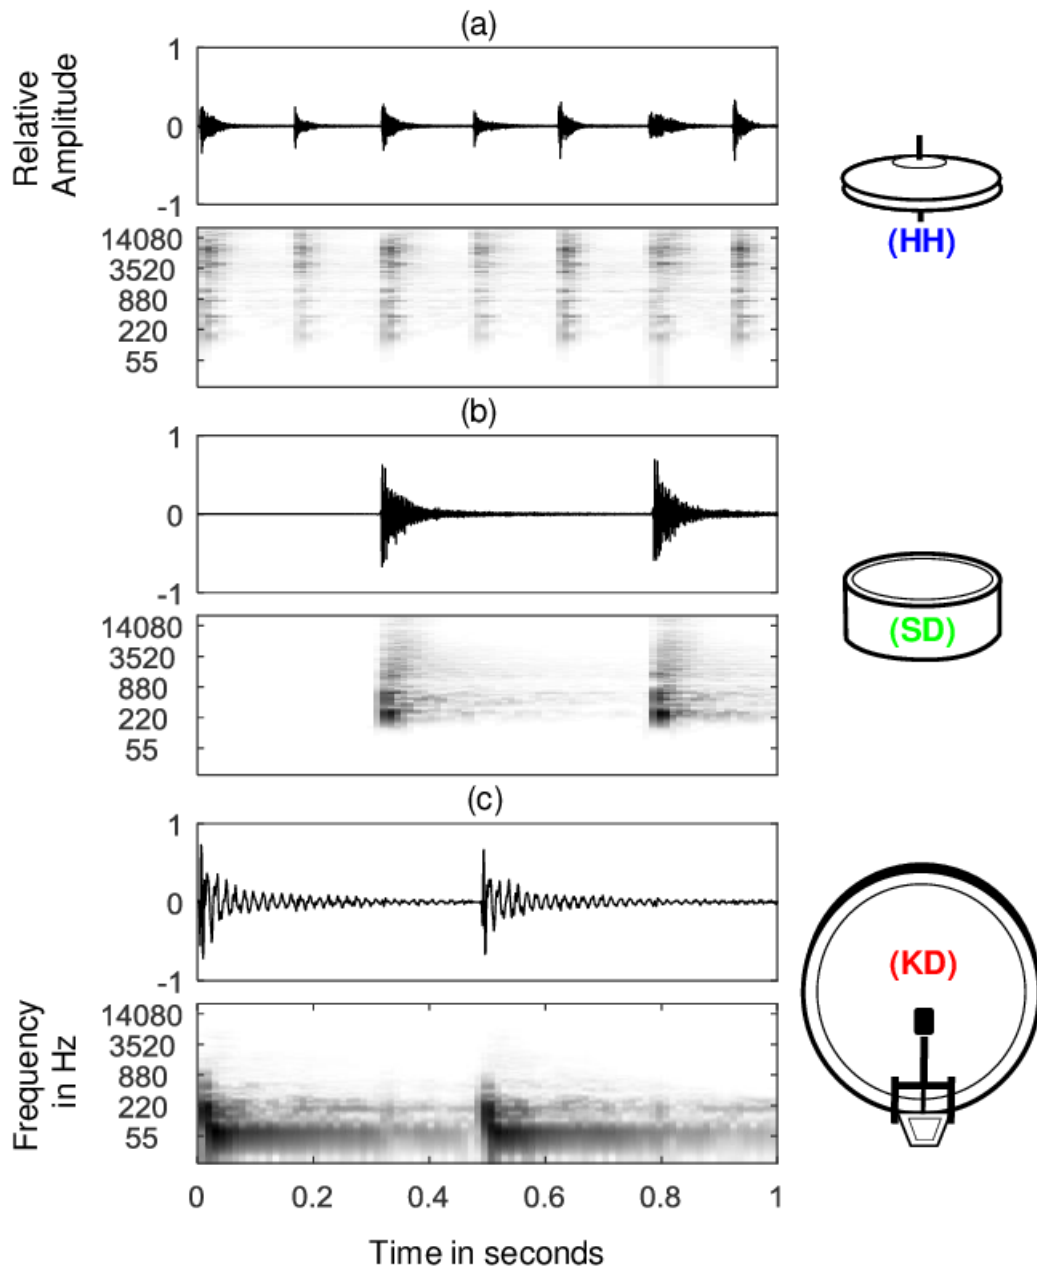 (a)
Relative
Amplitude
1
0
-1
14080
3520
880
220
55
(HH)
(b)
1
0
-1
14080
3520
880
220
55
(SD)
(c)
1
0
-1
(KD)
Frequency
in Hz
14080
3520
880
220
55
0 0.2 0.4 0.6 0.8 1
Time in seconds